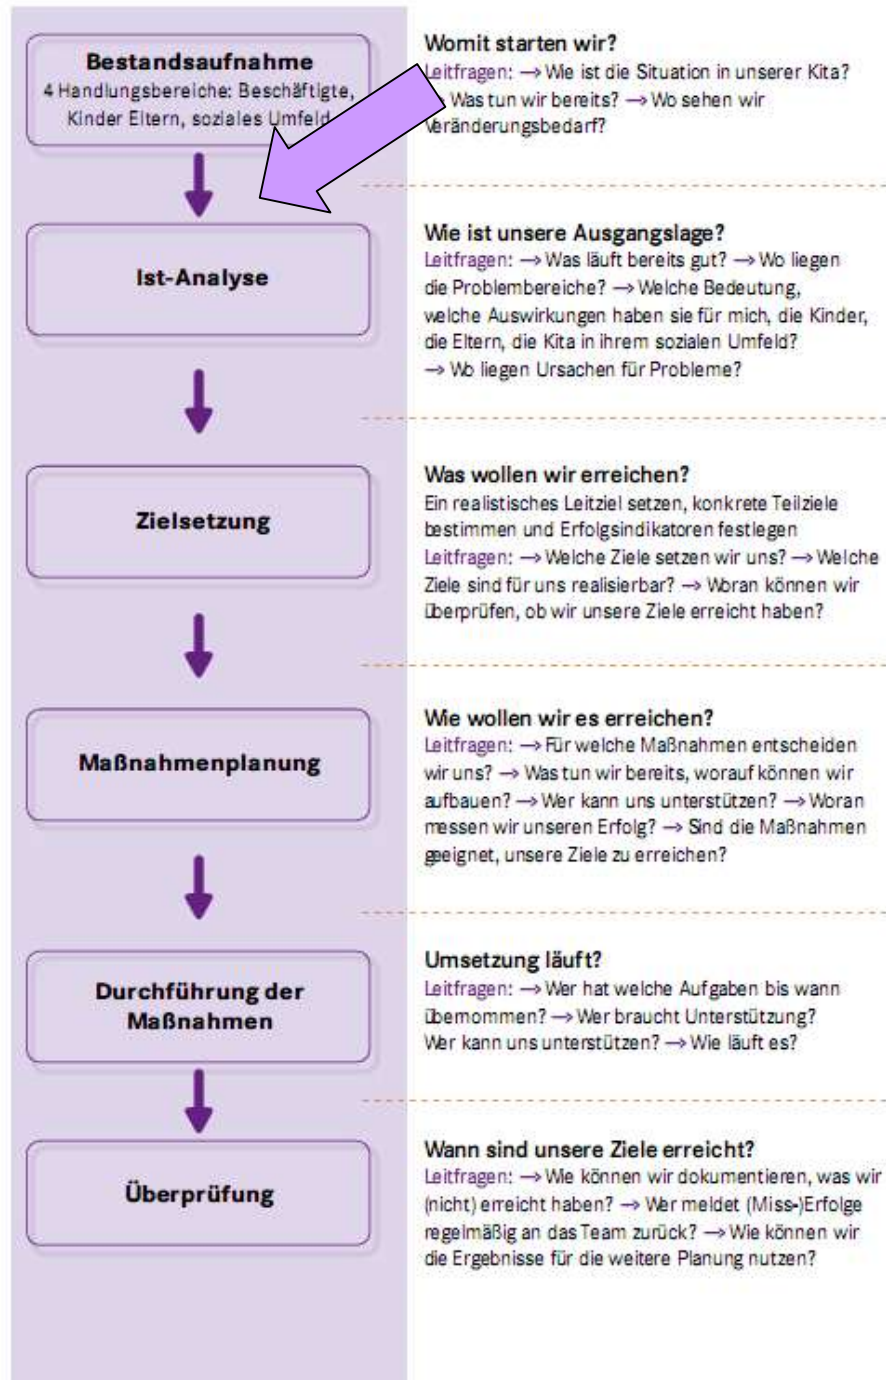 Bestandsaufnahme
4 Handlungsbereiche: Beschäftigte,
Kinder Eltern, soziales Umfeld
Womit starten wir?
Leitfragen: → Wie ist die Situation in unserer Kita?
Was tun wir bereits? → Wo sehen wir
Veränderungsbedarf?
Ist-Analyse
Wie ist unsere Ausgangslage?
Leitfragen: → Was läuft bereits gut? → Wo liegen
die Problembereiche? → Welche Bedeutung,
welche Auswirkungen haben sie für mich, die Kinder,
die Eltern, die Kita in ihrem sozialen Umfeld?
→ Wo liegen Ursachen für Probleme?
Zielsetzung
Was wollen wir erreichen?
Ein realistisches Leitziel setzen, konkrete Teilziele
bestimmen und Erfolgsindikatoren festlegen
Leitfragen: → Welche Ziele setzen wir uns? → Welche
Ziele sind für uns realisierbar? → Woran können wir
überprüfen, ob wir unsere Ziele erreicht haben?
Maßnahmenplanung
Wie wollen wir es erreichen?
Leitfragen: → Für welche Maßnahmen entscheiden
wir uns? → Was tun wir bereits, worauf können wir
aufbauen? → Wer kann uns unterstützen? → Woran
messen wir unseren Erfolg? → Sind die Maßnahmen
geeignet, unsere Ziele zu erreichen?
Durchführung der
Maßnahmen
Umsetzung läuft?
Leitfragen: → Wer hat welche Aufgaben bis wann
übernommen? → Wer braucht Unterstützung?
Wer kann uns unterstützen? → Wie läuft es?
Überprüfung
Wann sind unsere Ziele erreicht?
Leitfragen: → Wie können wir dokumentieren, was wir
(nicht) erreicht haben? → Wer meldet (Miss-)Erfolge
regelmäßig an das Team zurück? → Wie können wir
die Ergebnisse für die weitere Planung nutzen?